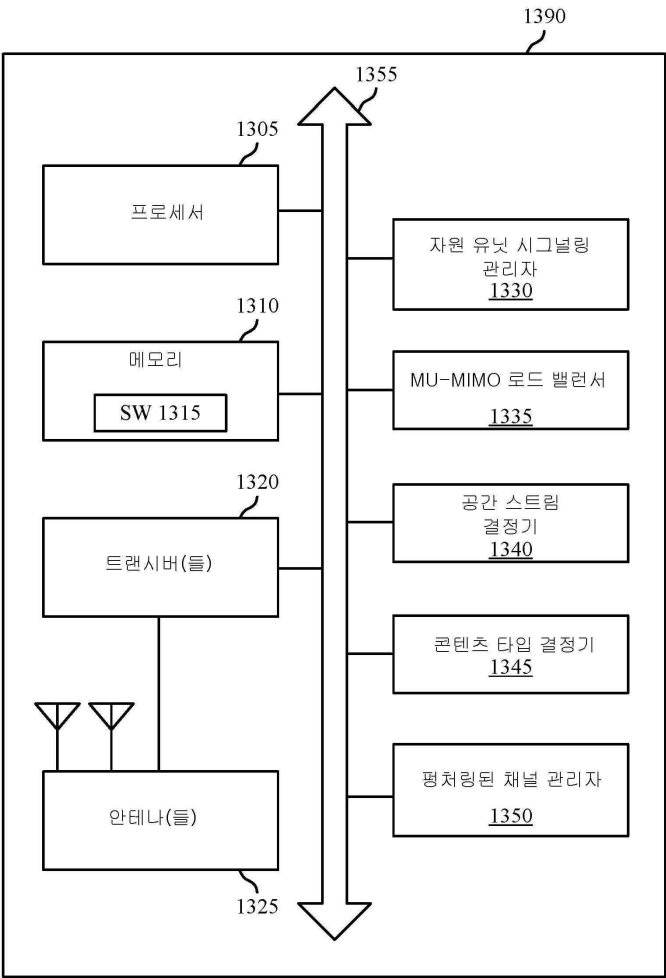 1390
1355
1305
프로세서
자원 유닛 시그널링
관리자
1330
1310
메모리
SW 1315
MU-MIMO 로드 밸런서
1335
1320
트랜시버(들)
공간 스트림
결정기
1340
콘텐츠 타입 결정기
1345
안테나(들)
1325
펑처링된 채널 관리자
1350